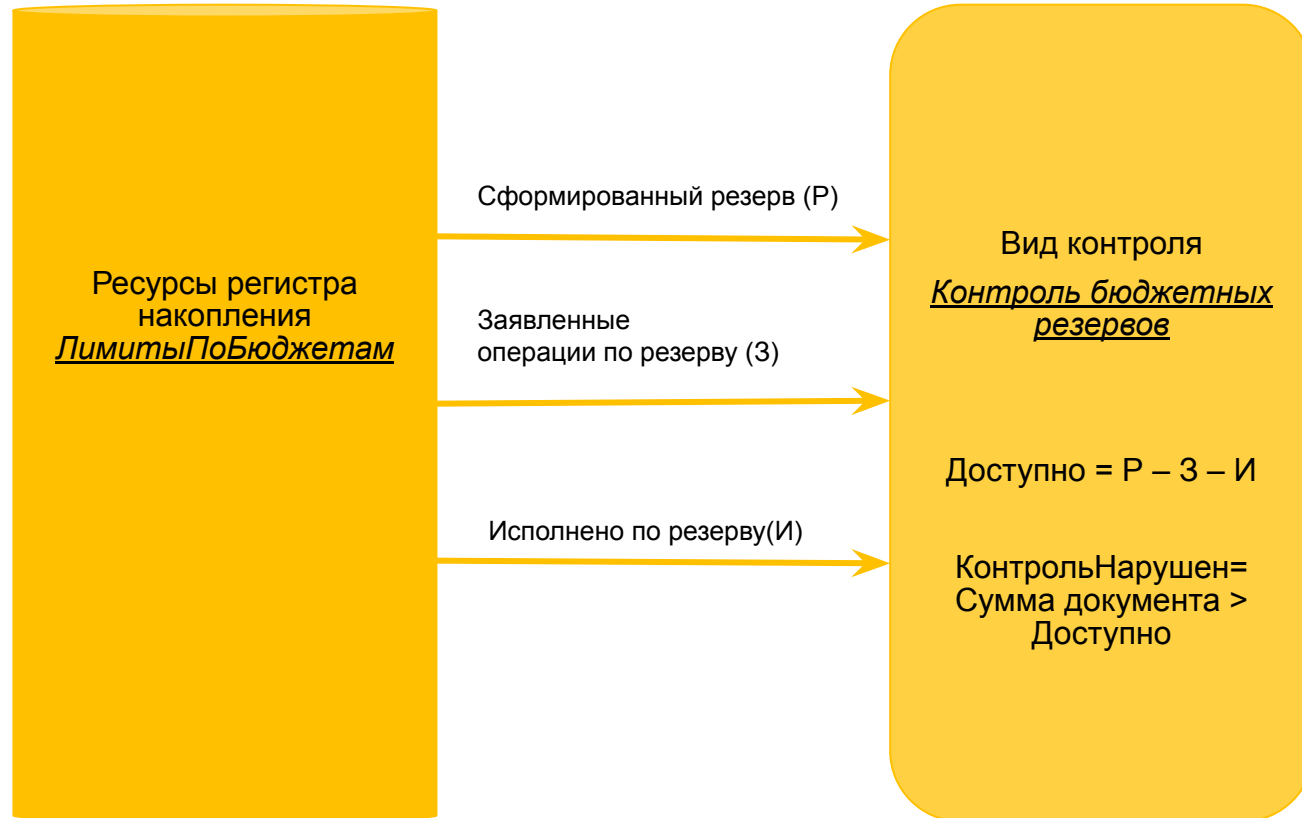 Ресурсы регистра
накопления
ЛимитыПоБюджетам
Сформированный резерв (Р)
Заявленные
операции по резерву (З)
Исполнено по резерву(И)
Вид контроля
Контроль бюджетных
резервов
Доступно = Р – З – И
КонтрольНарушен=
Сумма документа >
Доступно